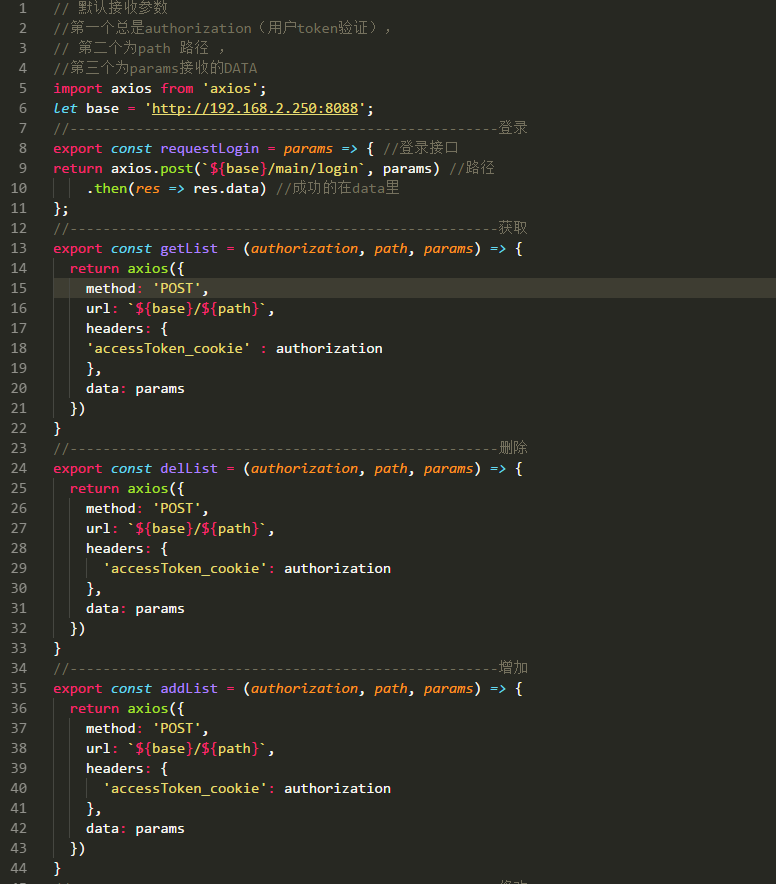 1 // 默认接收参数
2 //第一个总是authorization（用户token验证），
3 // 第二个为path 路径 ，
4 //第三个为params接收的DATA
5 import axios from 'axios';
6 let base = 'http://192.168.2.250:8088';
7 //----------------------------------------------------登录
8 export const requestLogin = params => { //登录接口
9 return axios.post(`${base}/main/login`, params) //路径
10     .then(res => res.data) //成功的在data里
11 };
12 //----------------------------------------------------获取
13 export const getList = (authorization, path, params) => {
14   return axios({
15     method: 'POST',
16     url: `${base}/${path}`,
17     headers: {
18     'accessToken_cookie' : authorization
19     },
20     data: params
21   })
22 }
23 //----------------------------------------------------删除
24 export const delList = (authorization, path, params) => {
25   return axios({
26     method: 'POST',
27     url: `${base}/${path}`,
28     headers: {
29       'accessToken_cookie': authorization
30     },
31     data: params
32   })
33 }
34 //----------------------------------------------------增加
35 export const addList = (authorization, path, params) => {
36   return axios({
37     method: 'POST',
38     url: `${base}/${path}`,
39     headers: {
40       'accessToken_cookie': authorization
41     },
42     data: params
43   })
44 }